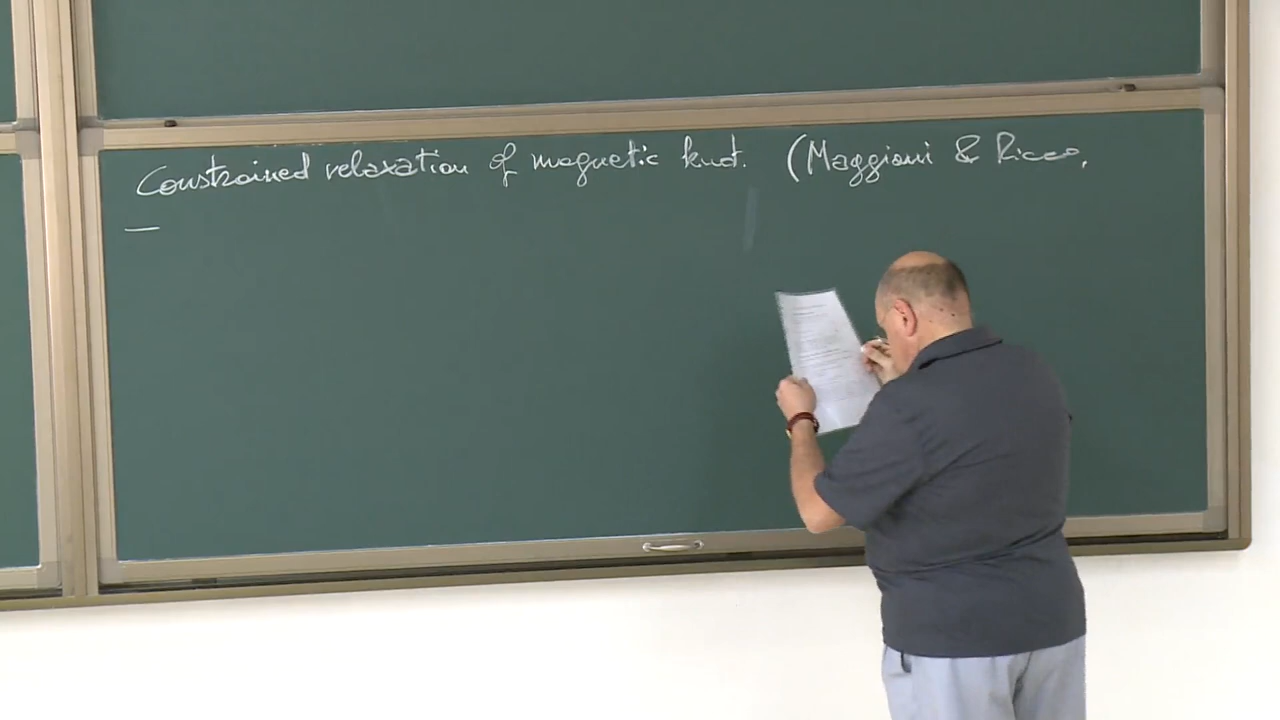 Constrained relaxation of magnetic knot. (Maggioni & Ricca,
—